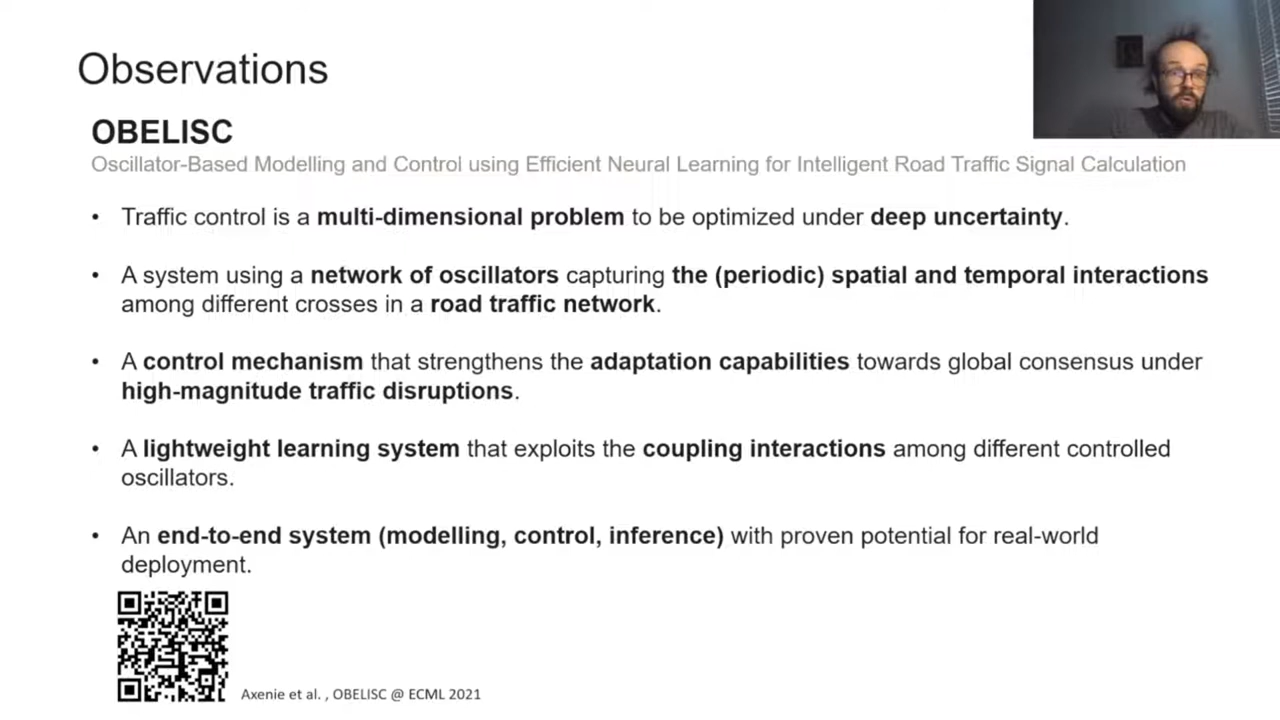 Observations
OBELISC
Oscillator-Based Modelling and Control using Efficient Neural Learning for Intelligent Road Traffic Signal Calculation
• Traffic control is a multi-dimensional problem to be optimized under deep uncertainty.
• A system using a network of oscillators capturing the (periodic) spatial and temporal interactions
among different crosses in a road traffic network.
• A control mechanism that strengthens the adaptation capabilities towards global consensus under
high-magnitude traffic disruptions.
• A lightweight learning system that exploits the coupling interactions among different controlled
oscillators.
• An end-to-end system (modelling, control, inference) with proven potential for real-world
deployment.
Axenie et al. , OBELISC @ ECML 2021